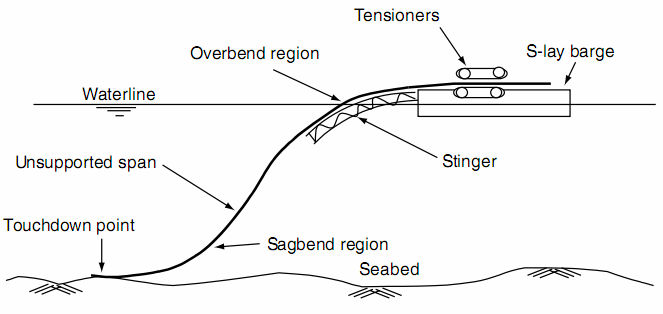 Tensioners
Overbend region
S-lay barge
Waterline
Unsupported span
Stinger
Touchdown point
Sagbend region
Seabed